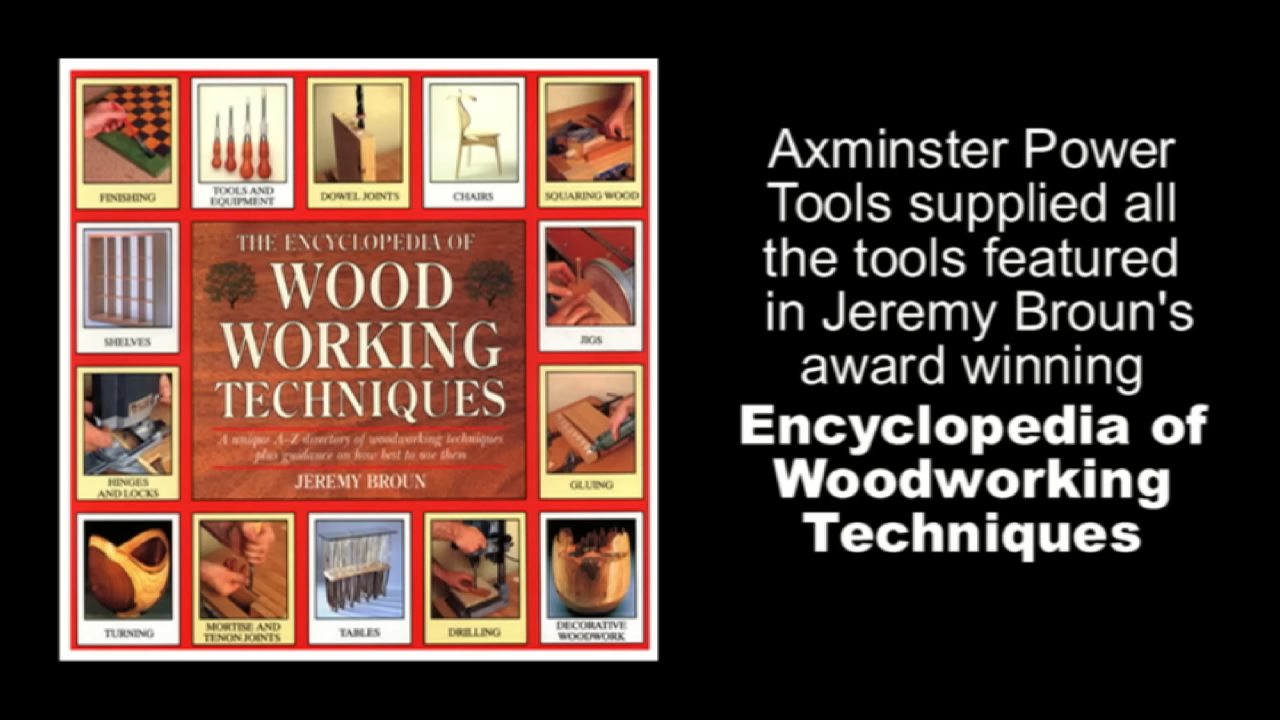 FINISHING
TOOLS AND
EQUIPMENT
DOWEL JOINTS
CHAIRS
SQUARING WOOD
SHELVES
THE ENCYCLOPEDIA OF
WOOD
WORKING
TECHNIQUES
A unique A-Z directory of woodworking techniques
plus guidance on how best to use them
JEREMY BROUN
JIGS
HINGES
AND LOCKS
GLUING
TURNING
MORTISE AND
TENON JOINTS
TABLES
DRILLING
DECORATIVE
WOODWORK
Axminster Power
Tools supplied all
the tools featured
in Jeremy Broun's
award winning
Encyclopedia of
Woodworking
Techniques